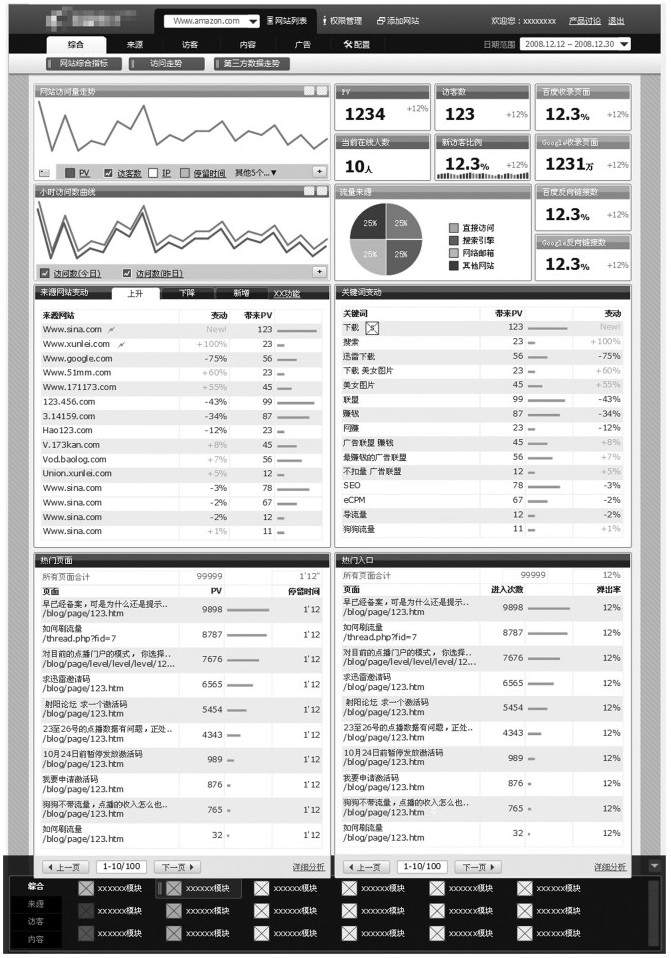 Www.amazon.com 网站列表 权限管理 添加网站 欢迎您：xxxxxxxx 产品讨论 退出
综合 来源 访客 内容 广告 配置 日期范围 2008.12.12 – 2008.12.30
网站综合指标 访去走势 第三方数据走势
网站访问量走势
PV 访客数 IP 停留时间 其他5个...▼
小时访问数曲线
访问数(今日) 访问数(昨日)
PV
1234 +12%
访客数
123 +12%
百度收录页面
12.3% +12%
当前在线人数
10人
新访客比例
12.3% +12%
Google收录页面
1231万 +12%
流量来源
25% 25%
25% 25%
直接访问
搜索引擎
网络邮箱
其他网站
百度反向链接数
12.3% +12%
Google反向链接数
12.3% +12%
来源网站变动 上升 下降 新增 XX功能
来源网站 变动 带来PV
Www.sina.com New! 123
Www.xunlei.com +100% 23
Www.google.com -75% 56
Www.51mm.com +60% 23
Www.171173.com +55% 45
123.456.com -43% 99
3.14159.com -34% 87
Hao123.com -12% 23
V.173kan.com +8% 45
Vod.baolog.com +7% 56
Union.xunlei.com +5% 12
Www.sina.com -3% 78
Www.sina.com -2% 67
Www.sina.com -2% 12
Www.sina.com +1% 11
关键词变动
关键词 带来PV 变动
下载 123 New!
搜索 23 +100%
迅雷下载 56 -75%
下载 美女图片 23 +60%
美女图片 45 +55%
联盟 99 -43%
赚钱 87 -34%
网赚 23 -12%
广告联盟 赚钱 45 +8%
最赚钱的广告联盟 56 +7%
不扣量 广告联盟 12 +5%
SEO 78 -3%
eCPM 67 -2%
导流量 12 -2%
狗狗流量 11 +1%
热门页面
所有页面合计 99999 1'12"
页面 PV 停留时间
早已经备案，可是为什么还是提示..
/blog/page/123.htm 9898 1'12
如何刷流量
/thread.php?fid=7 8787 1'12
对目前的点播门户的模式，你选择..
/blog/page/level/level/level/12... 7676 1'12
求迅雷邀请码
/blog/page/123.htm 6565 1'12
射阳论坛 求一个激活码
/blog/page/123.htm 5454 1'12
23至26号的点播数据有问题，正处..
/blog/page/123.htm 4343 1'12
10月24日前暂停发放激活码
/blog/page/123.htm 989 1'12
我要申请激活码
/blog/page/123.htm 876 1'12
狗狗不带流量，点播的收入怎么也..
/blog/page/123.htm 765 1'12
如何刷流量
/blog/page/123.htm 32 1'12
上一页 1-10/100 下一页 详细分析
热门入口
所有页面合计 99999 12%
页面 进入次数 弹出率
早已经备案，可是为什么还是提示..
/blog/page/123.htm 9898 12%
如何刷流量
/thread.php?fid=7 8787 12%
对目前的点播门户的模式，你选择..
/blog/page/level/level/level/12... 7676 12%
求迅雷邀请码
/blog/page/123.htm 6565 12%
射阳论坛 求一个激活码
/blog/page/123.htm 5454 12%
23至26号的点播数据有问题，正处..
/blog/page/123.htm 4343 12%
10月24日前暂停发放激活码
/blog/page/123.htm 989 12%
我要申请激活码
/blog/page/123.htm 876 12%
狗狗不带流量，点播的收入怎么也..
/blog/page/123.htm 765 12%
如何刷流量
/blog/page/123.htm 32 12%
上一页 1-10/100 下一页 详细分析
综合 xxxxxx模块 xxxxxx模块 xxxxxx模块 xxxxxx模块 xxxxxx模块 xxxxxx模块
来源 xxxxxx模块 xxxxxx模块 xxxxxx模块 xxxxxx模块 xxxxxx模块 xxxxxx模块
访客
内容 xxxxxx模块 xxxxxx模块 xxxxxx模块 xxxxxx模块 xxxxxx模块 xxxxxx模块